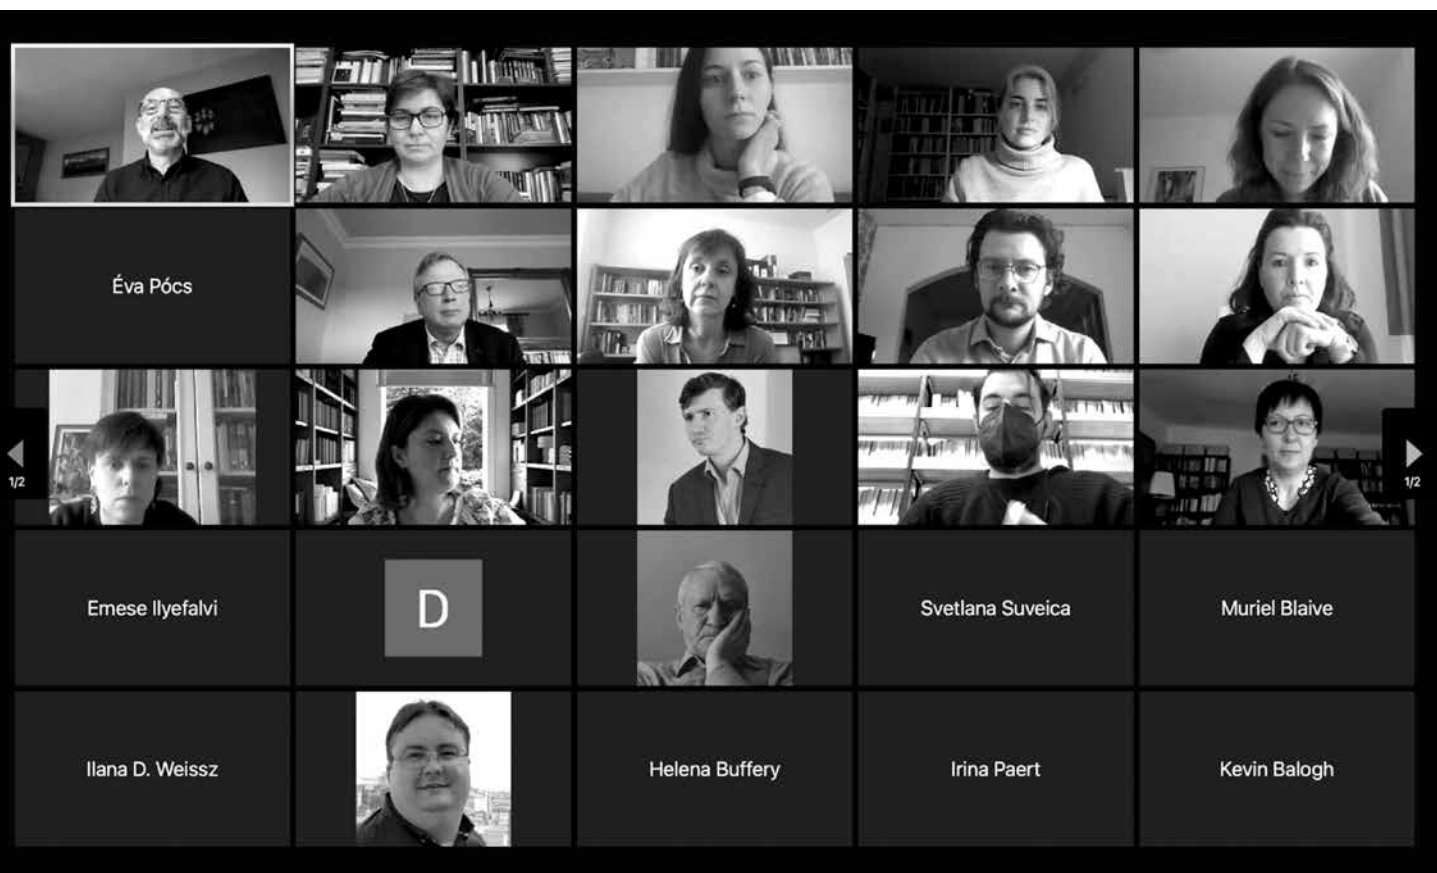 Éva Pócs
1/2
1/2
Emese Ilyefalvi
D
Svetlana Suveica
Muriel Blaive
Ilana D. Weissz
Helena Buffery
Irina Paert
Kevin Balogh